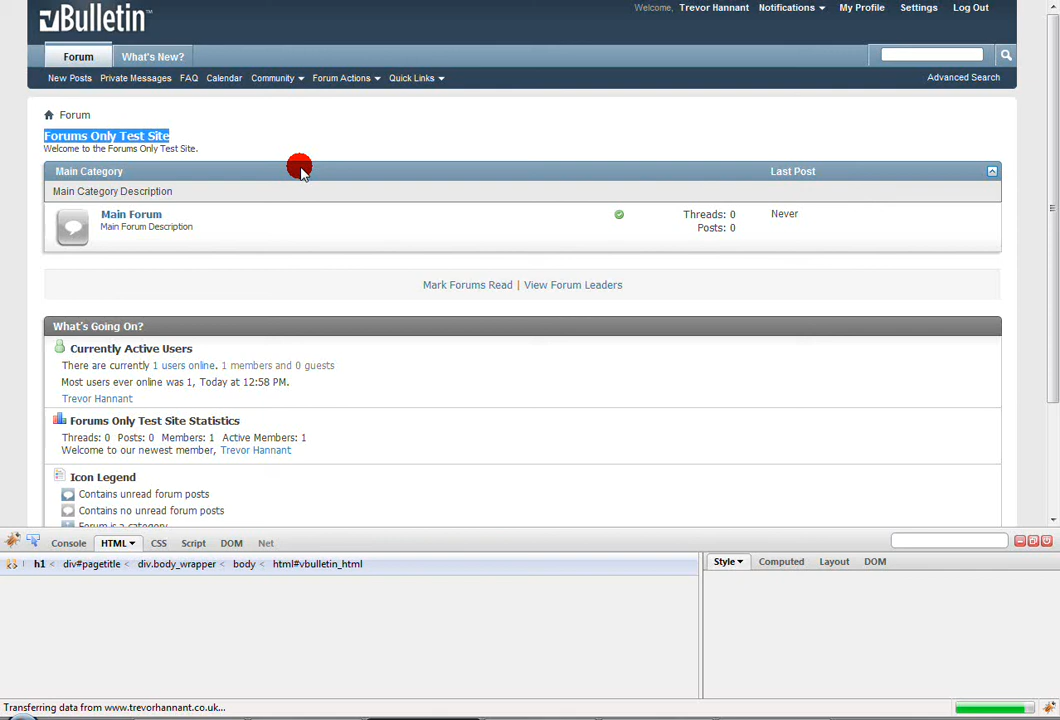 vBulletin™
Welcome, Trevor Hannant Notifications My Profile Settings Log Out
Forum What's New?
New Posts Private Messages FAQ Calendar Community Forum Actions Quick Links Advanced Search
Forum
Forums Only Test Site
Welcome to the Forums Only Test Site.
Main Category Last Post
Main Category Description
Main Forum Threads: 0 Never
Main Forum Description Posts: 0
Mark Forums Read | View Forum Leaders
What's Going On?
Currently Active Users
There are currently 1 users online. 1 members and 0 guests
Most users ever online was 1, Today at 12:58 PM.
Trevor Hannant
Forums Only Test Site Statistics
Threads: 0 Posts: 0 Members: 1 Active Members: 1
Welcome to our newest member, Trevor Hannant
Icon Legend
Contains unread forum posts
Contains no unread forum posts
Forum is a category
Console HTML CSS Script DOM Net
h1 < div#pagetitle < div.body_wrapper < body < html#vbulletin_html
Style Computed Layout DOM
Transferring data from www.trevorhannant.co.uk...